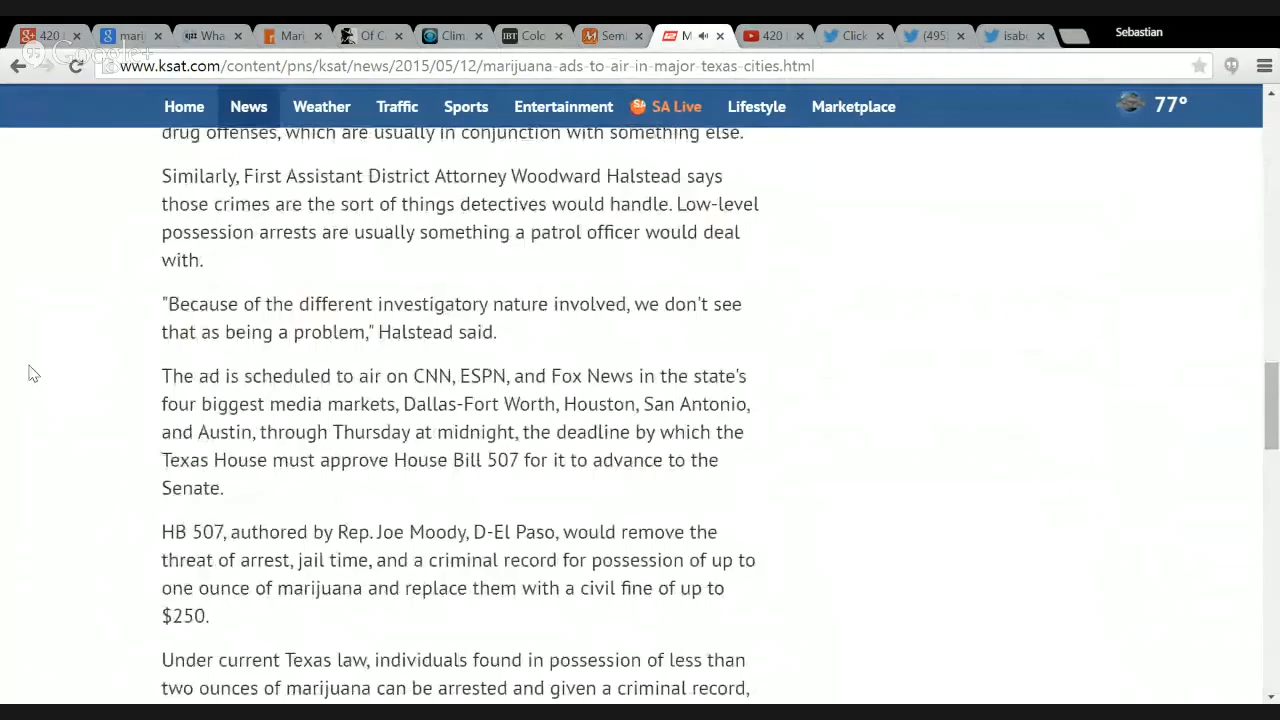 420
mari
Wha
Mari
Of C
Clim
Colo
Semi
M
420
Click
(495)
isabe
Sebastian
Google+
www.ksat.com/content/pns/ksat/news/2015/05/12/marijuana-ads-to-air-in-major-texas-cities.html
Home News Weather Traffic Sports Entertainment SA Live Lifestyle Marketplace 77°
drug offenses, which are usually in conjunction with something else.
Similarly, First Assistant District Attorney Woodward Halstead says
those crimes are the sort of things detectives would handle. Low-level
possession arrests are usually something a patrol officer would deal
with.
"Because of the different investigatory nature involved, we don't see
that as being a problem," Halstead said.
The ad is scheduled to air on CNN, ESPN, and Fox News in the state's
four biggest media markets, Dallas-Fort Worth, Houston, San Antonio,
and Austin, through Thursday at midnight, the deadline by which the
Texas House must approve House Bill 507 for it to advance to the
Senate.
HB 507, authored by Rep. Joe Moody, D-El Paso, would remove the
threat of arrest, jail time, and a criminal record for possession of up to
one ounce of marijuana and replace them with a civil fine of up to
$250.
Under current Texas law, individuals found in possession of less than
two ounces of marijuana can be arrested and given a criminal record,